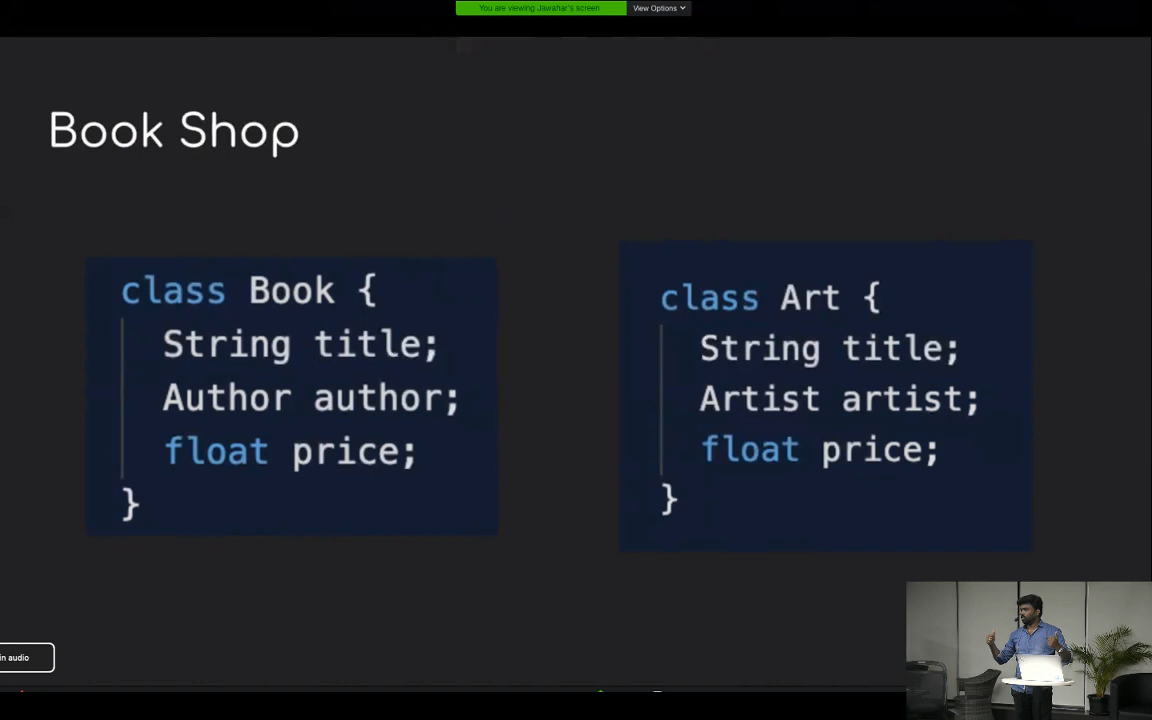 You are viewing Jawahar's screen View Options
Book Shop
class Book {
String title;
Author author;
float price;
}
class Art {
String title;
Artist artist;
float price;
}
in audio